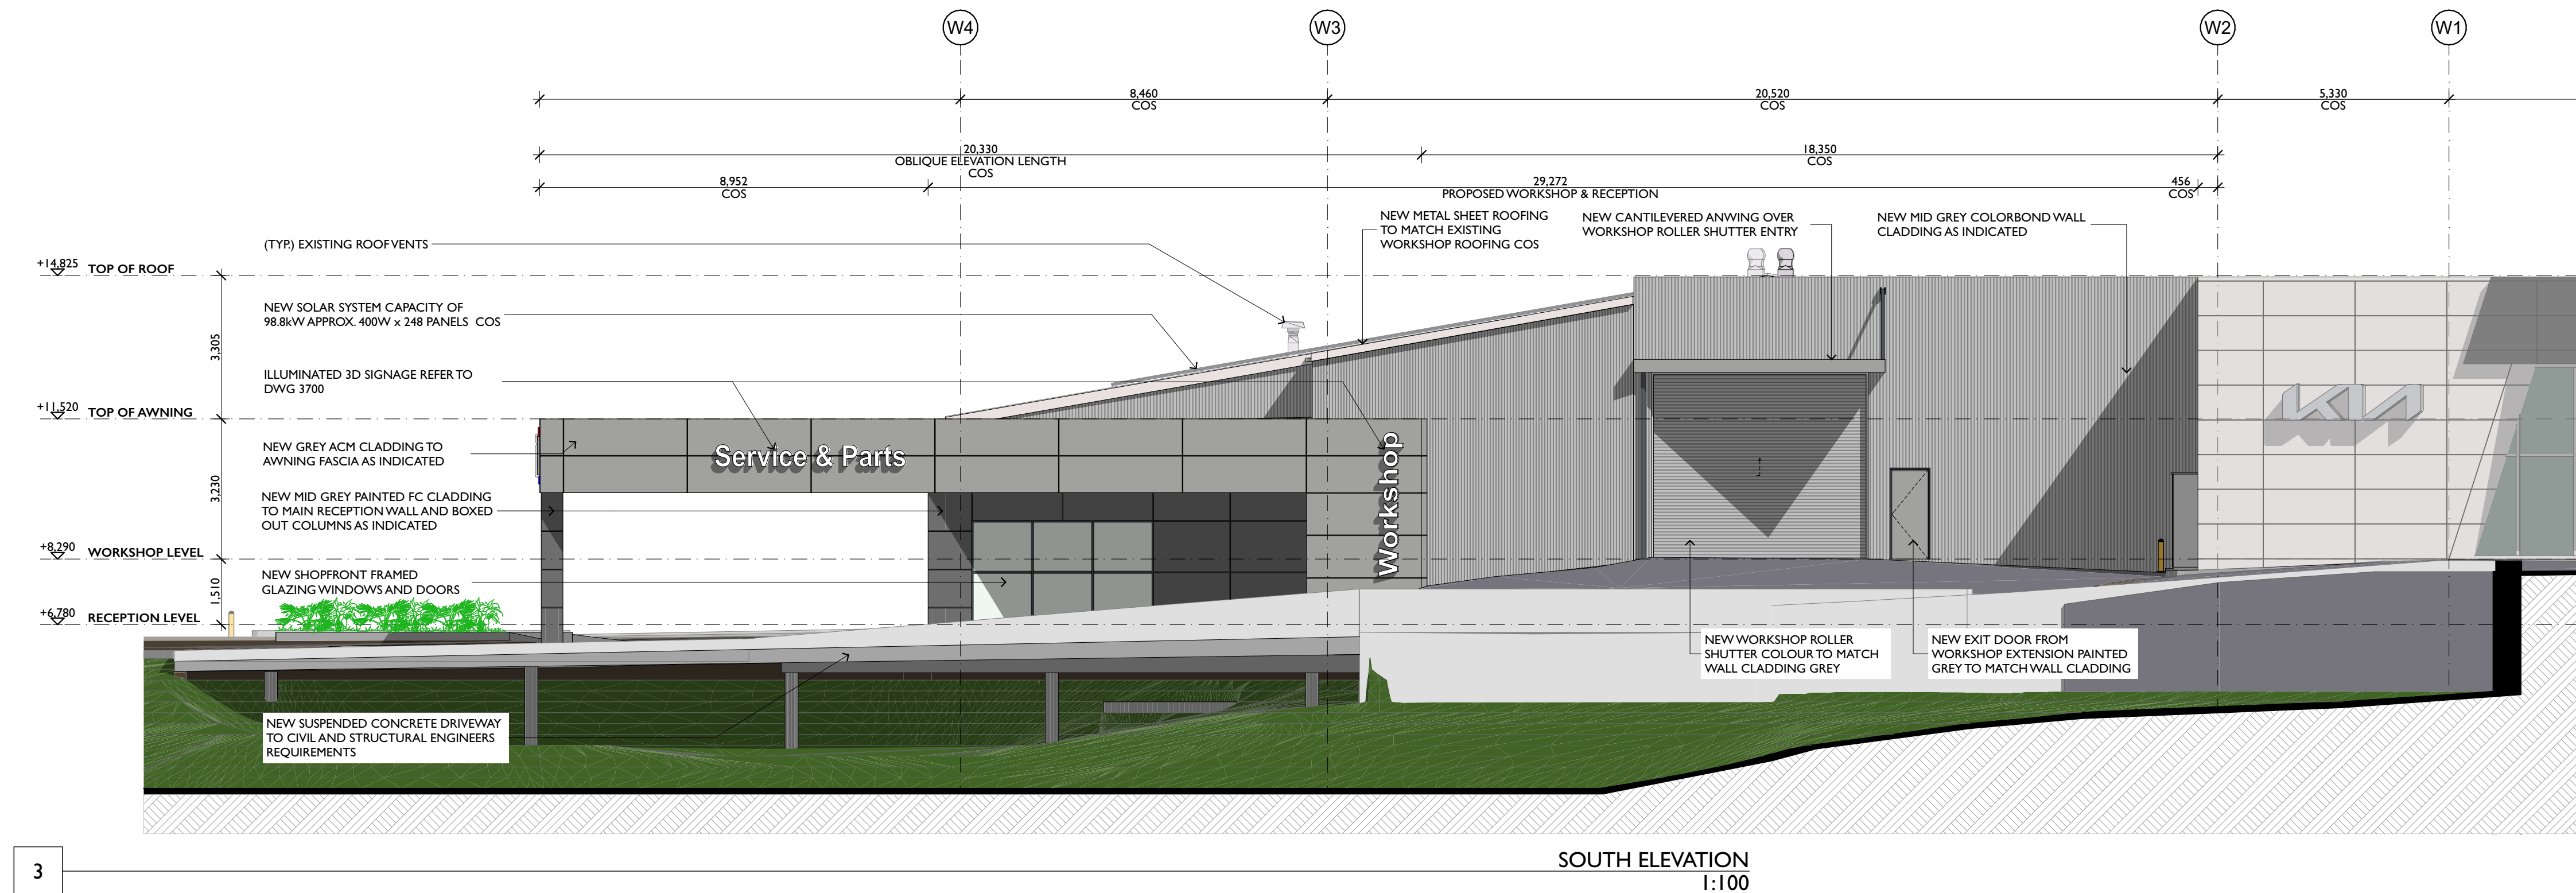 W4
W3
W2
W1
8,460
COS
20,520
COS
5,330
COS
20,330
OBLIQUE ELEVATION LENGTH
COS
18,350
COS
8,952
COS
29,272
PROPOSED WORKSHOP & RECEPTION
456
COS
(TYP.) EXISTING ROOF VENTS
NEW METAL SHEET ROOFING
TO MATCH EXISTING
WORKSHOP ROOFING COS
NEW CANTILEVERED ANWING OVER
WORKSHOP ROLLER SHUTTER ENTRY
NEW MID GREY COLORBOND WALL
CLADDING AS INDICATED
+14,825
TOP OF ROOF
NEW SOLAR SYSTEM CAPACITY OF
98.8kW APPROX. 400W x 248 PANELS COS
3,305
ILLUMINATED 3D SIGNAGE REFER TO
DWG 3700
+11,520
TOP OF AWNING
NEW GREY ACM CLADDING TO
AWNING FASCIA AS INDICATED
Service & Parts
Workshop
KIA
3,230
NEW MID GREY PAINTED FC CLADDING
TO MAIN RECEPTION WALL AND BOXED
OUT COLUMNS AS INDICATED
+8,290
WORKSHOP LEVEL
NEW SHOPFRONT FRAMED
GLAZING WINDOWS AND DOORS
1,510
+6,780
RECEPTION LEVEL
NEW WORKSHOP ROLLER
SHUTTER COLOUR TO MATCH
WALL CLADDING GREY
NEW EXIT DOOR FROM
WORKSHOP EXTENSION PAINTED
GREY TO MATCH WALL CLADDING
NEW SUSPENDED CONCRETE DRIVEWAY
TO CIVIL AND STRUCTURAL ENGINEERS
REQUIREMENTS
3
SOUTH ELEVATION
1:100